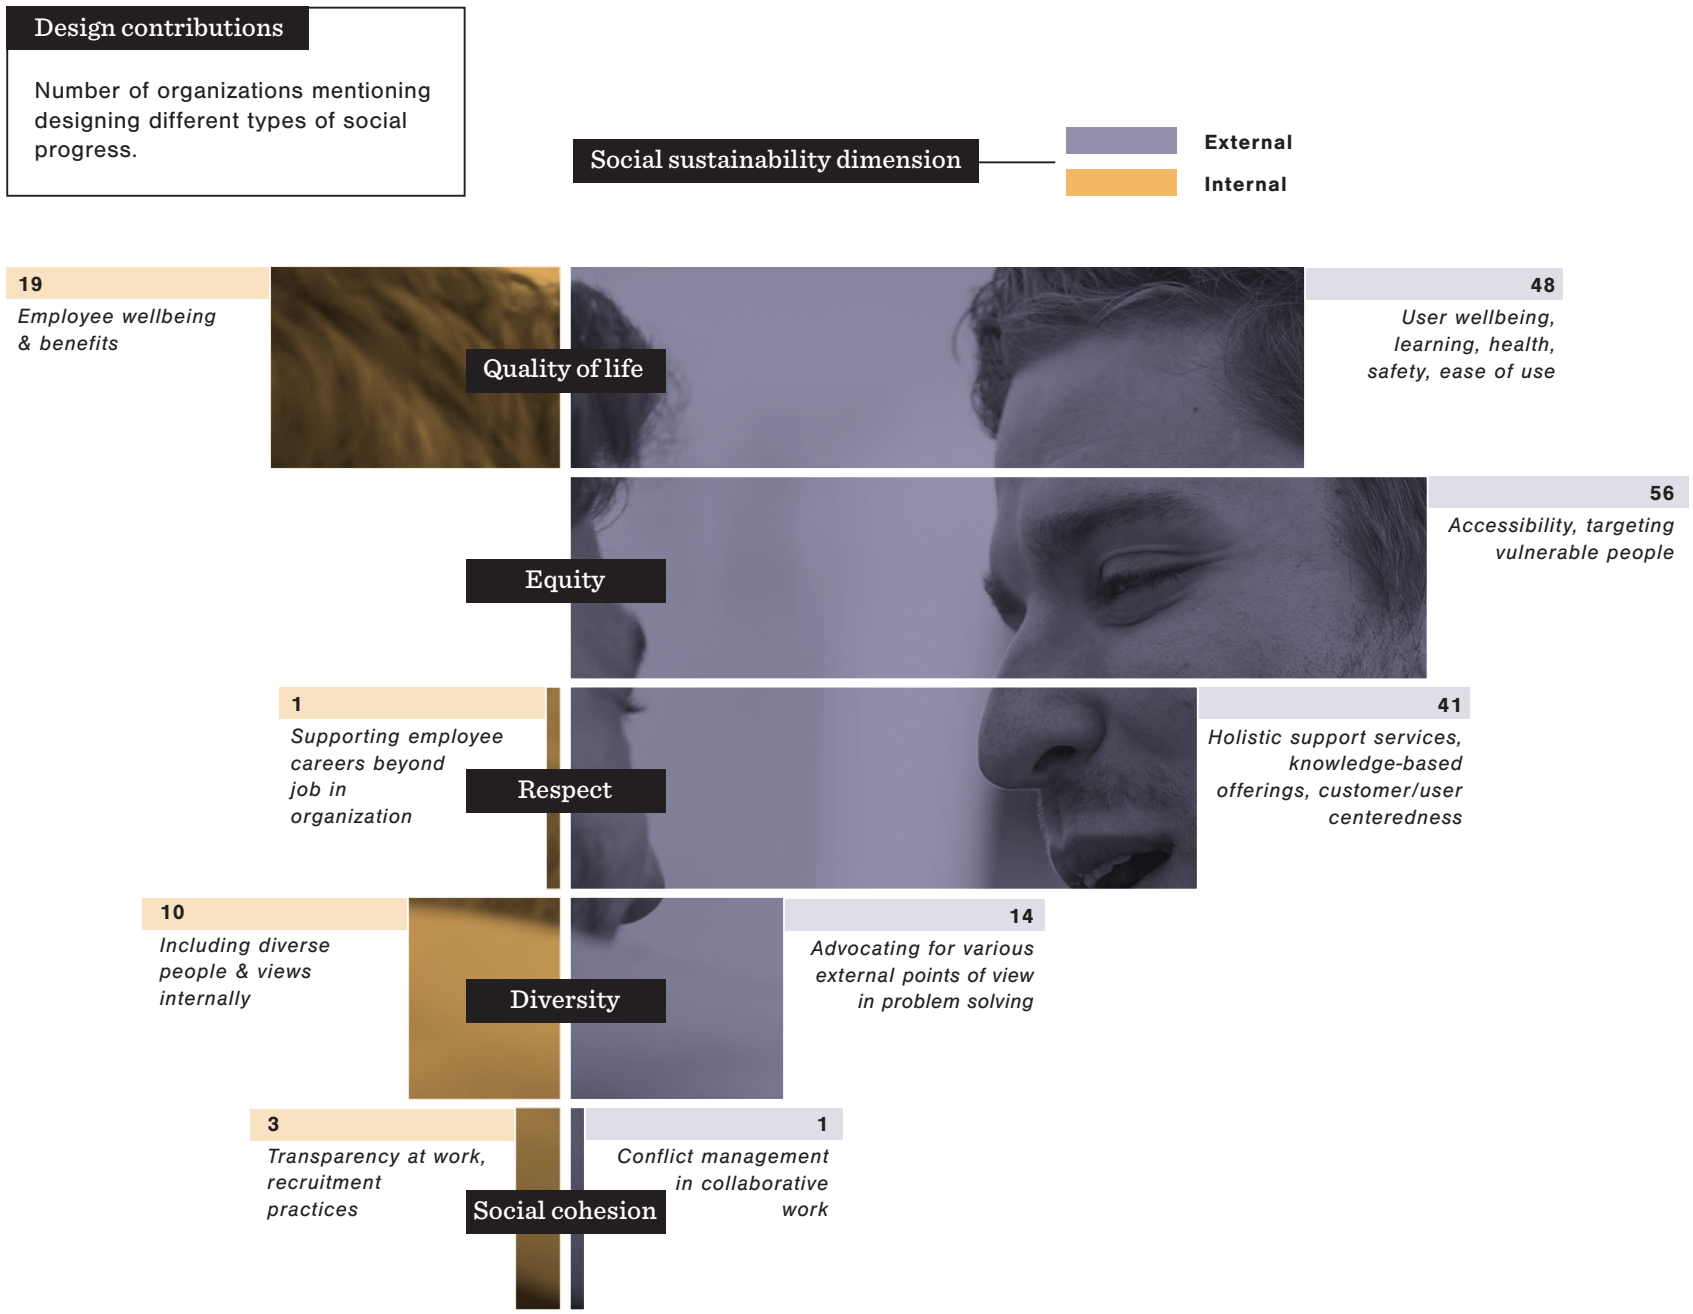 Design contributions
Number of organizations mentioning
designing different types of social
progress.
Social sustainability dimension
External
Internal
19
Employee wellbeing
& benefits
Quality of life
48
User wellbeing,
learning, health,
safety, ease of use
Equity
56
Accessibility, targeting
vulnerable people
1
Supporting employee
careers beyond
job in
organization
Respect
41
Holistic support services,
knowledge-based
offerings, customer/user
centeredness
10
Including diverse
people & views
internally
Diversity
14
Advocating for various
external points of view
in problem solving
3
Transparency at work,
recruitment
practices
Social cohesion
1
Conflict management
in collaborative
work